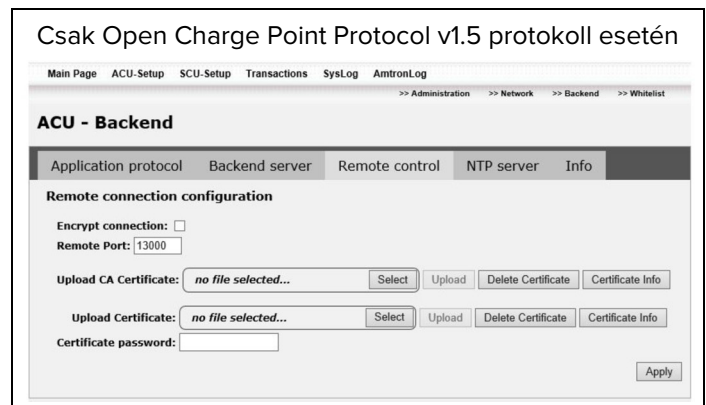 Csak Open Charge Point Protocol v1.5 protokoll esetén
Main Page ACU-Setup SCU-Setup Transactions SysLog AmtronLog
>> Administration >> Network >> Backend >> Whitelist
ACU - Backend
Application protocol Backend server Remote control NTP server Info
Remote connection configuration
Encrypt connection:
Remote Port: 13000
Upload CA Certificate: no file selected... Select Upload Delete Certificate Certificate Info
Upload Certificate: no file selected... Select Upload Delete Certificate Certificate Info
Certificate password:
Apply